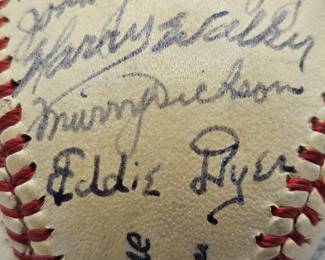 Harry Walker
Murry Dickson
Eddie Dyer